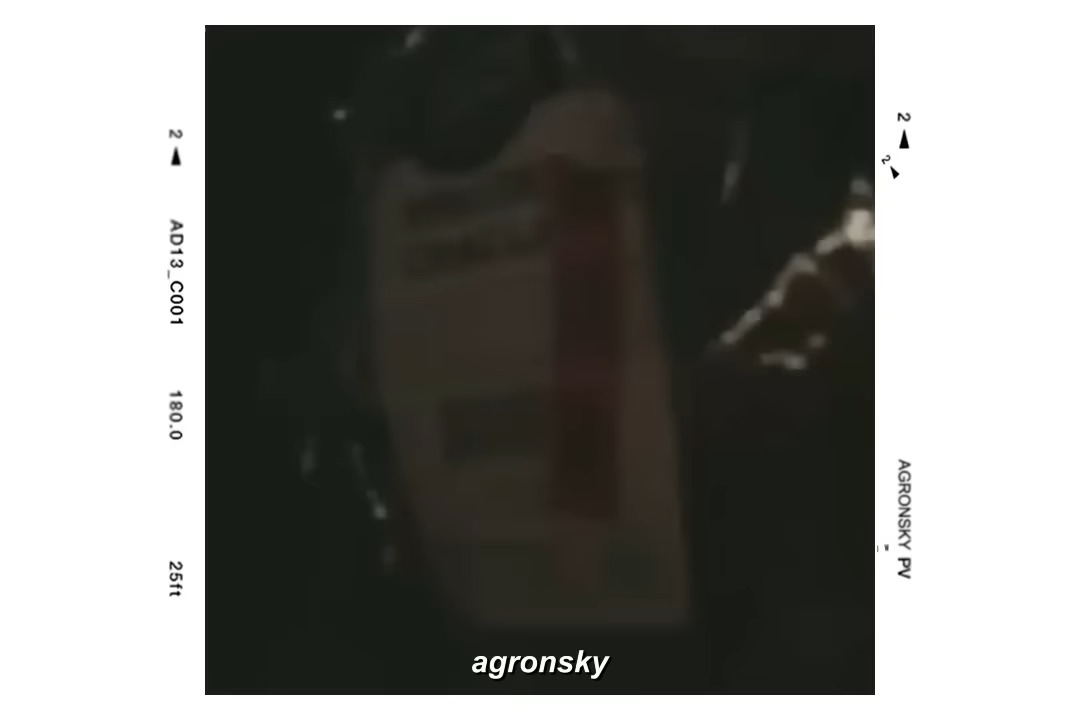 2
AD13_C001
180.0
25ft
2
2
AGRONSKY PV
agronsky